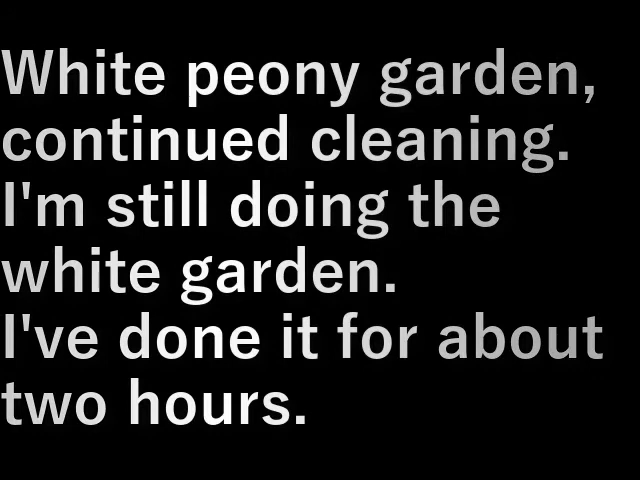 White peony garden,
continued cleaning.
I'm still doing the
white garden.
I've done it for about
two hours.